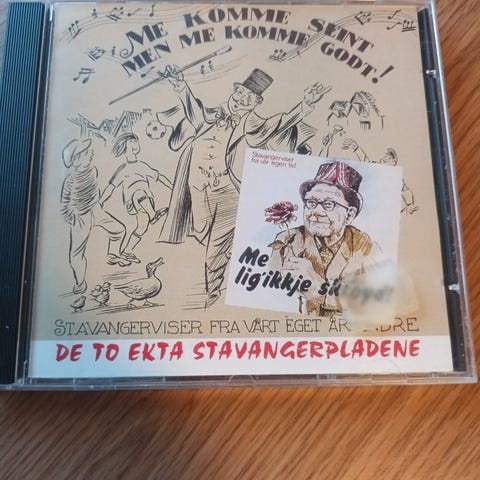 ME KOMME SEINT
MEN ME KOMME GODT!
Stavangerviser
fra vår egen tid
Me
lig'ikkje
STAVANGERVISER FRA VÅRT EGET
DE TO EKTA STAVANGERPLADENE